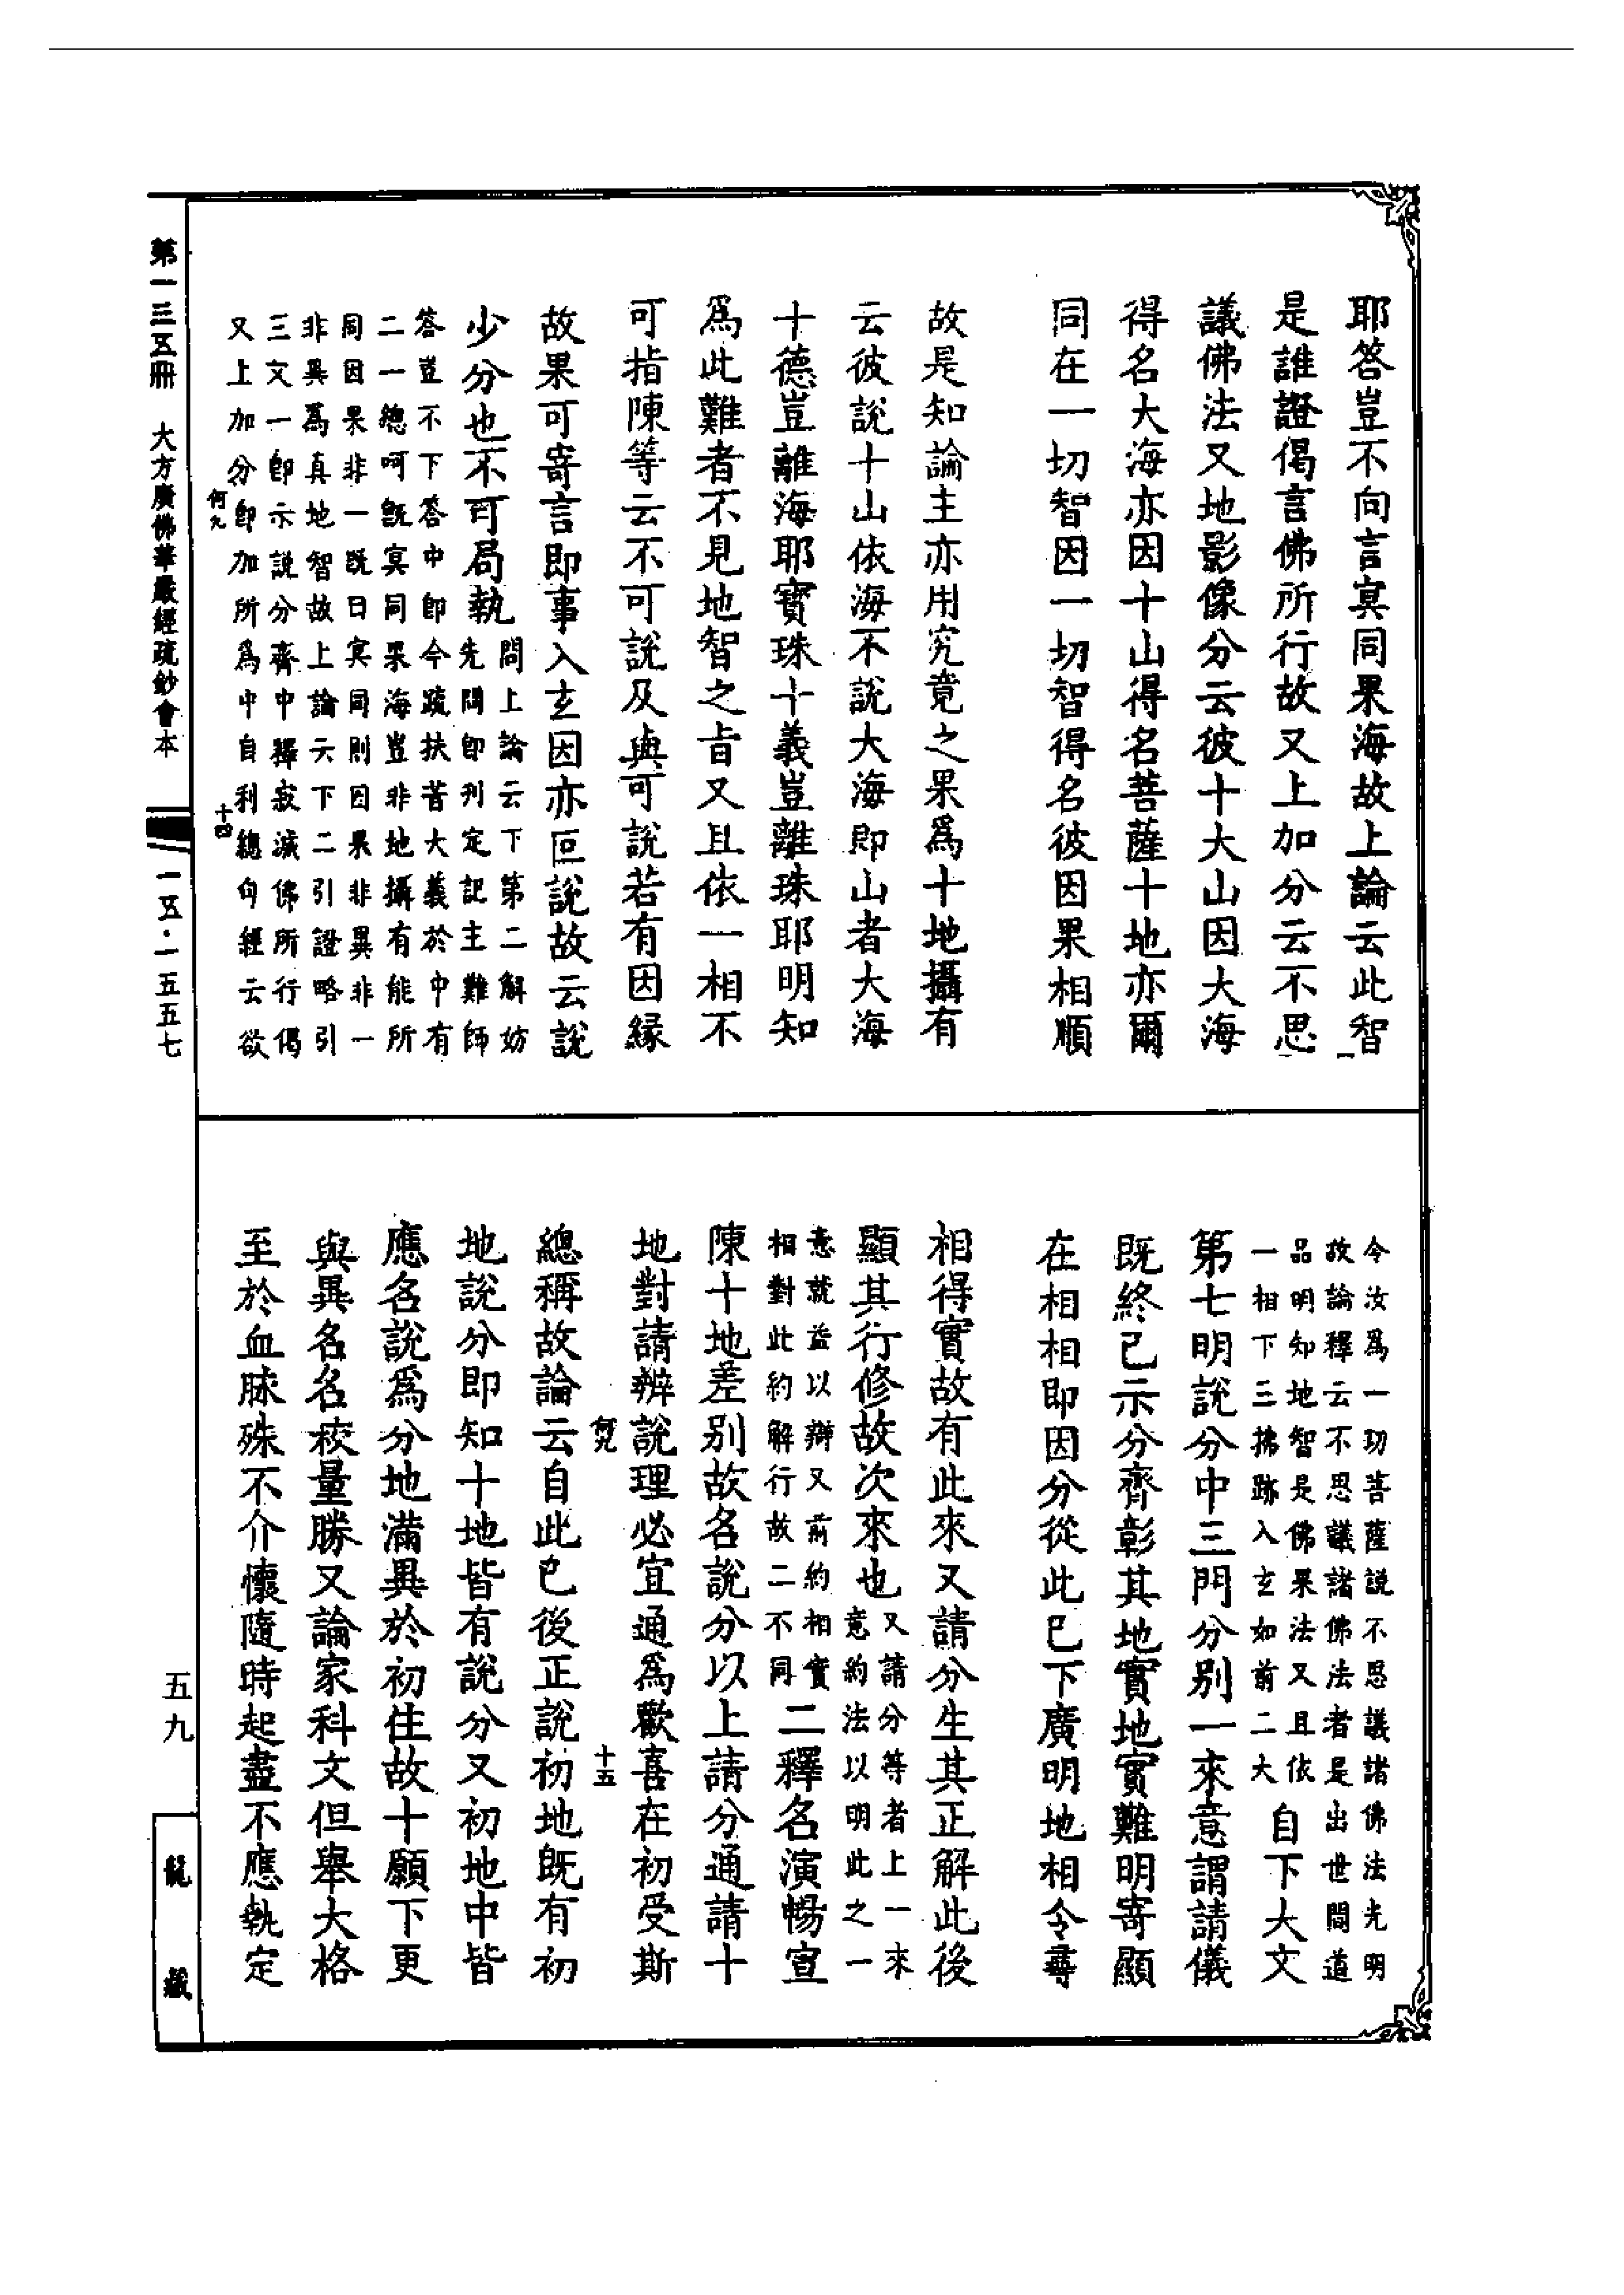 耶答豈不向言冥同果海故上論云此智
是誰證偈言佛所行故又上加分云不思
議佛法又地影像分云彼十大山因大海
得名大海亦因十山得名菩薩十地亦爾
同在一切智因一切智得名彼因果相順
故是知論主亦用究竟之果爲十地攝有
云彼說十山依海不說大海即山者大海
十德豈離海耶寶珠十義豈離珠耶明知
爲此難者不見地智之旨又且依一相不
可指陳等云不可說及與可說若有因緣
故果可寄言即事入玄因亦叵說故云說
少分也不可局執
問上論云下第二解妨
先問即刋定記主難師
答豈不下答中即今疏扶昔大義於中有
二一總呵既冥同果海豈非地攝有能所
同因果非一既曰冥同則因果非異非一
非異爲真地智故上論云下二引證略引
三文一即示說分齊中釋寂滅佛所行偈
又上加分即加所爲中自利總句經云欲
何九
十四
令汝爲一切菩薩說不思議諸佛法光明
故論釋云不思議諸佛法者是出世間道
品明知地智是佛果法又且依
一相下三拂跡入玄如前二大
自下大文
第七明說分中三門分別一來意謂請儀
既終已示分齊彰其地實地實難明寄顯
在相相即因分從此已下廣明地相令尋
相得實故有此來又請分生其正解此後
顯其行修故次來也
又請分等者上一來
意約法以明此之一
意就益以辯又前約相實
相對此約解行故二不同
二釋名演暢宣
陳十地差別故名說分以上請分通請十
地對請辨說理必宜通爲歡喜在初受斯
何九
十五
總稱故論云自此已後正說初地既有初
地說分即知十地皆有說分又初地中皆
應名說爲分地滿異於初住故十願下更
與異名名挍量勝又論家科文但舉大格
至於血脉殊不介懷隨時起盡不應執定
第一三五冊　大方廣佛華嚴經疏鈔會本
一五·一五五七
五九
龍藏